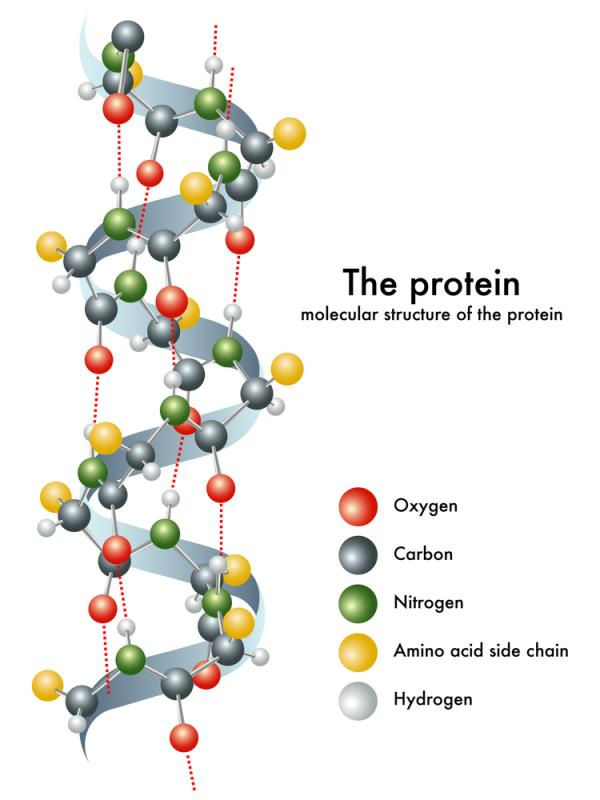 The protein
molecular structure of the protein
Oxygen
Carbon
Nitrogen
Amino acid side chain
Hydrogen